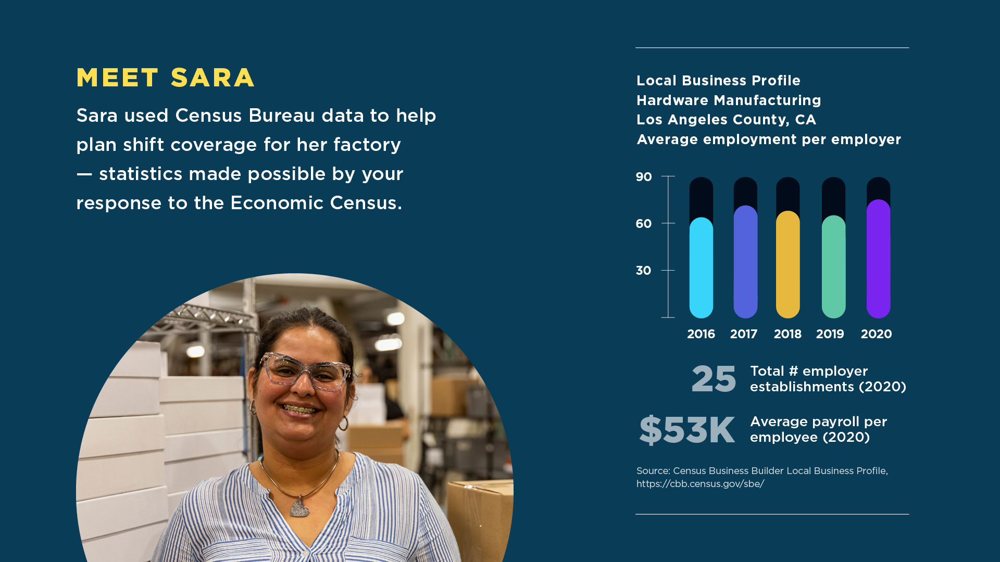 MEET SARA
Sara used Census Bureau data to help
plan shift coverage for her factory
— statistics made possible by your
response to the Economic Census.
Local Business Profile
Hardware Manufacturing
Los Angeles County, CA
Average employment per employer
90
60
30
2016 2017 2018 2019 2020
25 Total # employer
establishments (2020)
$53K Average payroll per
employee (2020)
Source: Census Business Builder Local Business Profile,
https://cbb.census.gov/sbe/